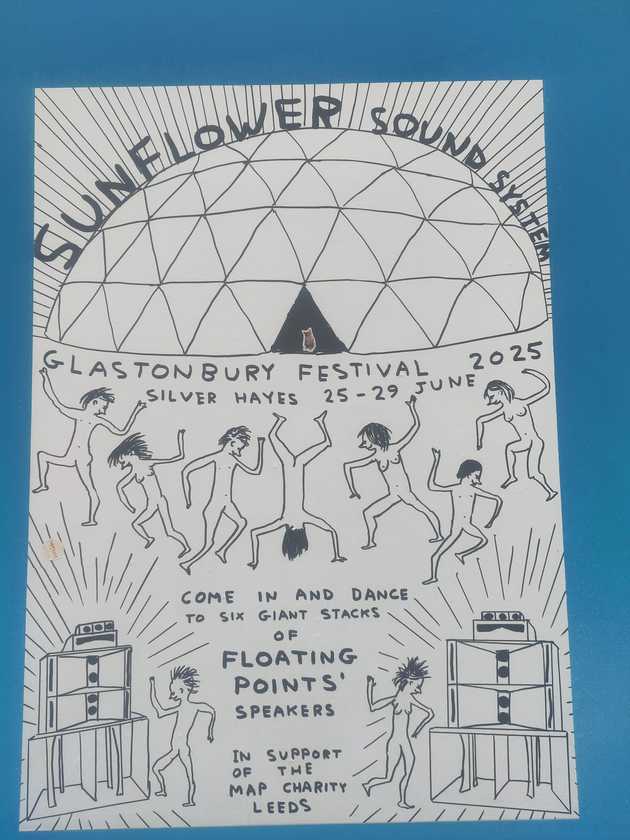 SUNFLOWER SOUND SYSTEM
GLASTONBURY FESTIVAL 2025
SILVER HAYES 25-29 JUNE
COME IN AND DANCE
TO SIX GIANT STACKS
OF
FLOATING
POINTS'
SPEAKERS
IN SUPPORT
OF THE
MAP CHARITY
LEEDS